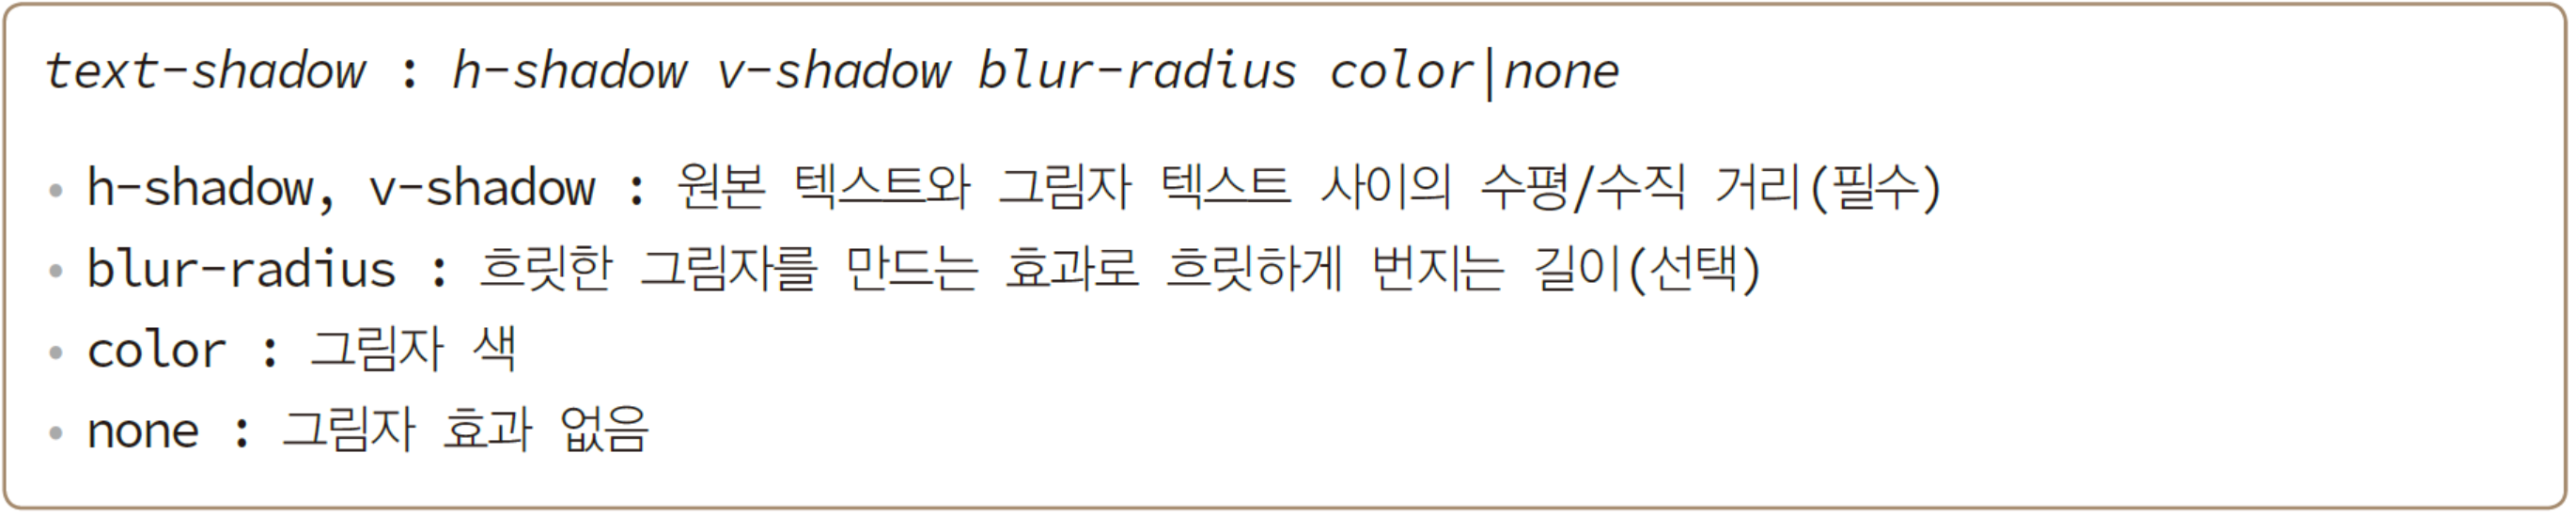 text-shadow : h-shadow v-shadow blur-radius color|none
• h-shadow, v-shadow : 원본 텍스트와 그림자 텍스트 사이의 수평/수직 거리(필수)
• blur-radius : 흐릿한 그림자를 만드는 효과로 흐릿하게 번지는 길이(선택)
• color : 그림자 색
• none : 그림자 효과 없음